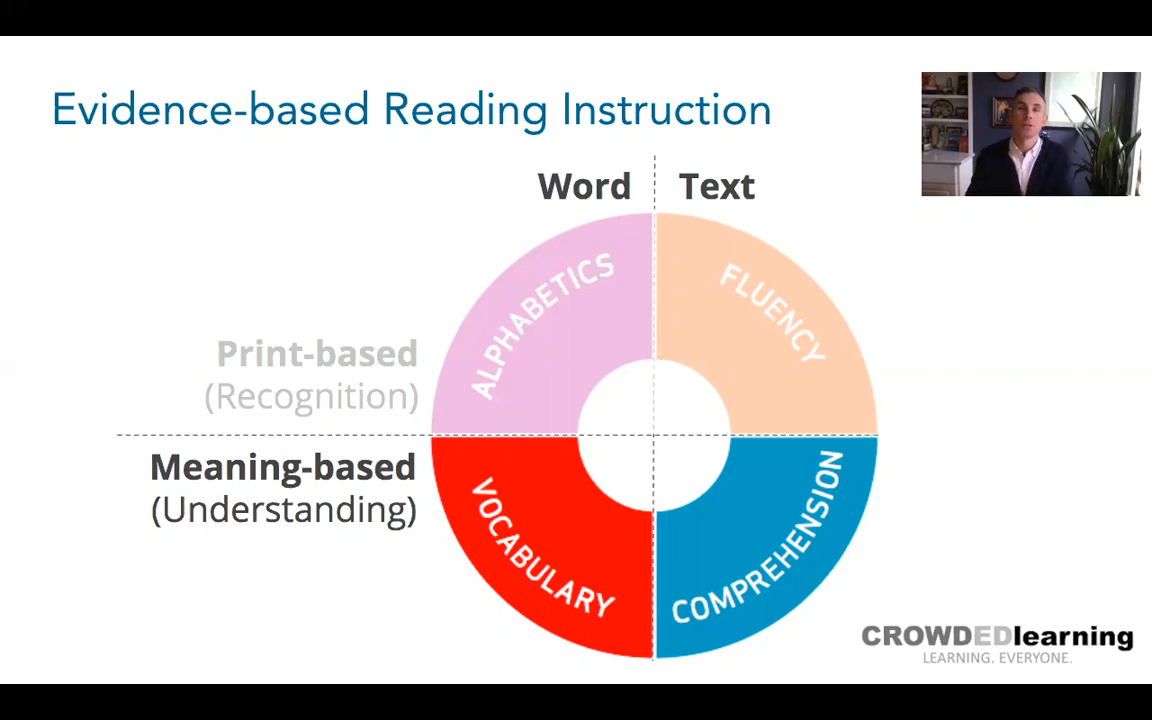 Evidence-based Reading Instruction
Word Text
ALPHABETICS
FLUENCY
Print-based
(Recognition)
Meaning-based
(Understanding)
VOCABULARY
COMPREHENSION
CROWDEDlearning
LEARNING. EVERYONE.